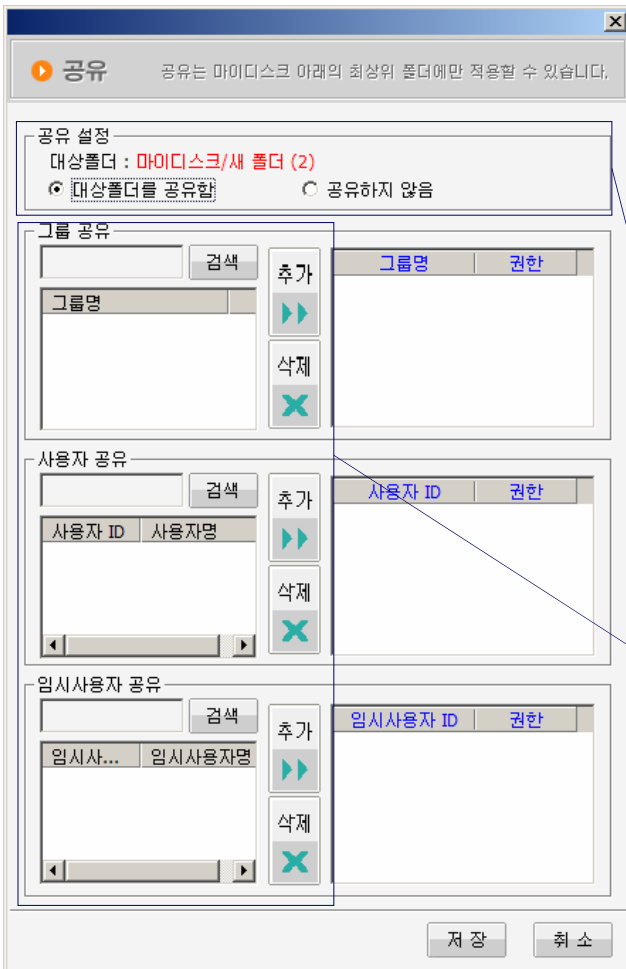 공유
공유는 마이디스크 아래의 최상위 폴더에만 적용할 수 있습니다.
공유 설정
대상폴더 : 마이디스크/새 폴더 (2)
대상폴더를 공유함 공유하지 않음
그룹 공유
검색
그룹명
추가
삭제
그룹명 권한
사용자 공유
검색
사용자 ID 사용자명
추가
삭제
사용자 ID 권한
임시사용자 공유
검색
임시사... 임시사용자명
추가
삭제
임시사용자 ID 권한
저 장 취 소